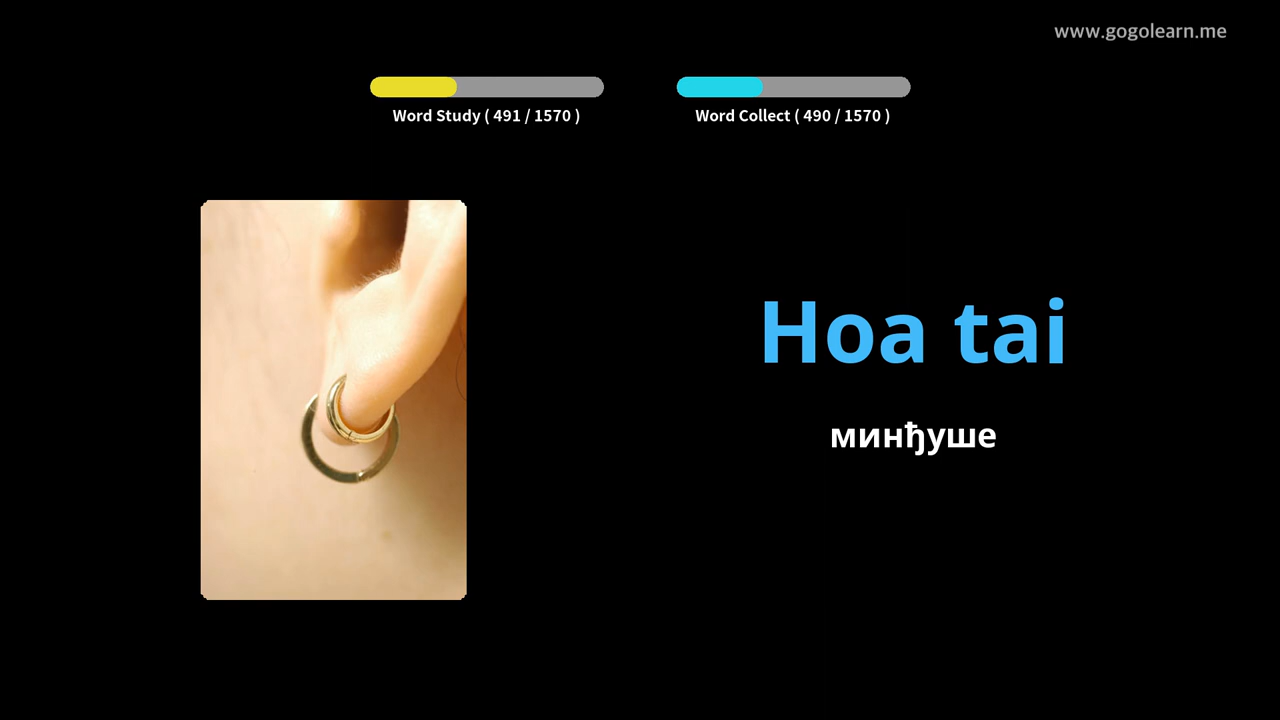 www.gogolearn.me
Word Study ( 491 / 1570 )
Word Collect ( 490 / 1570 )
Hoa tai
минђуше